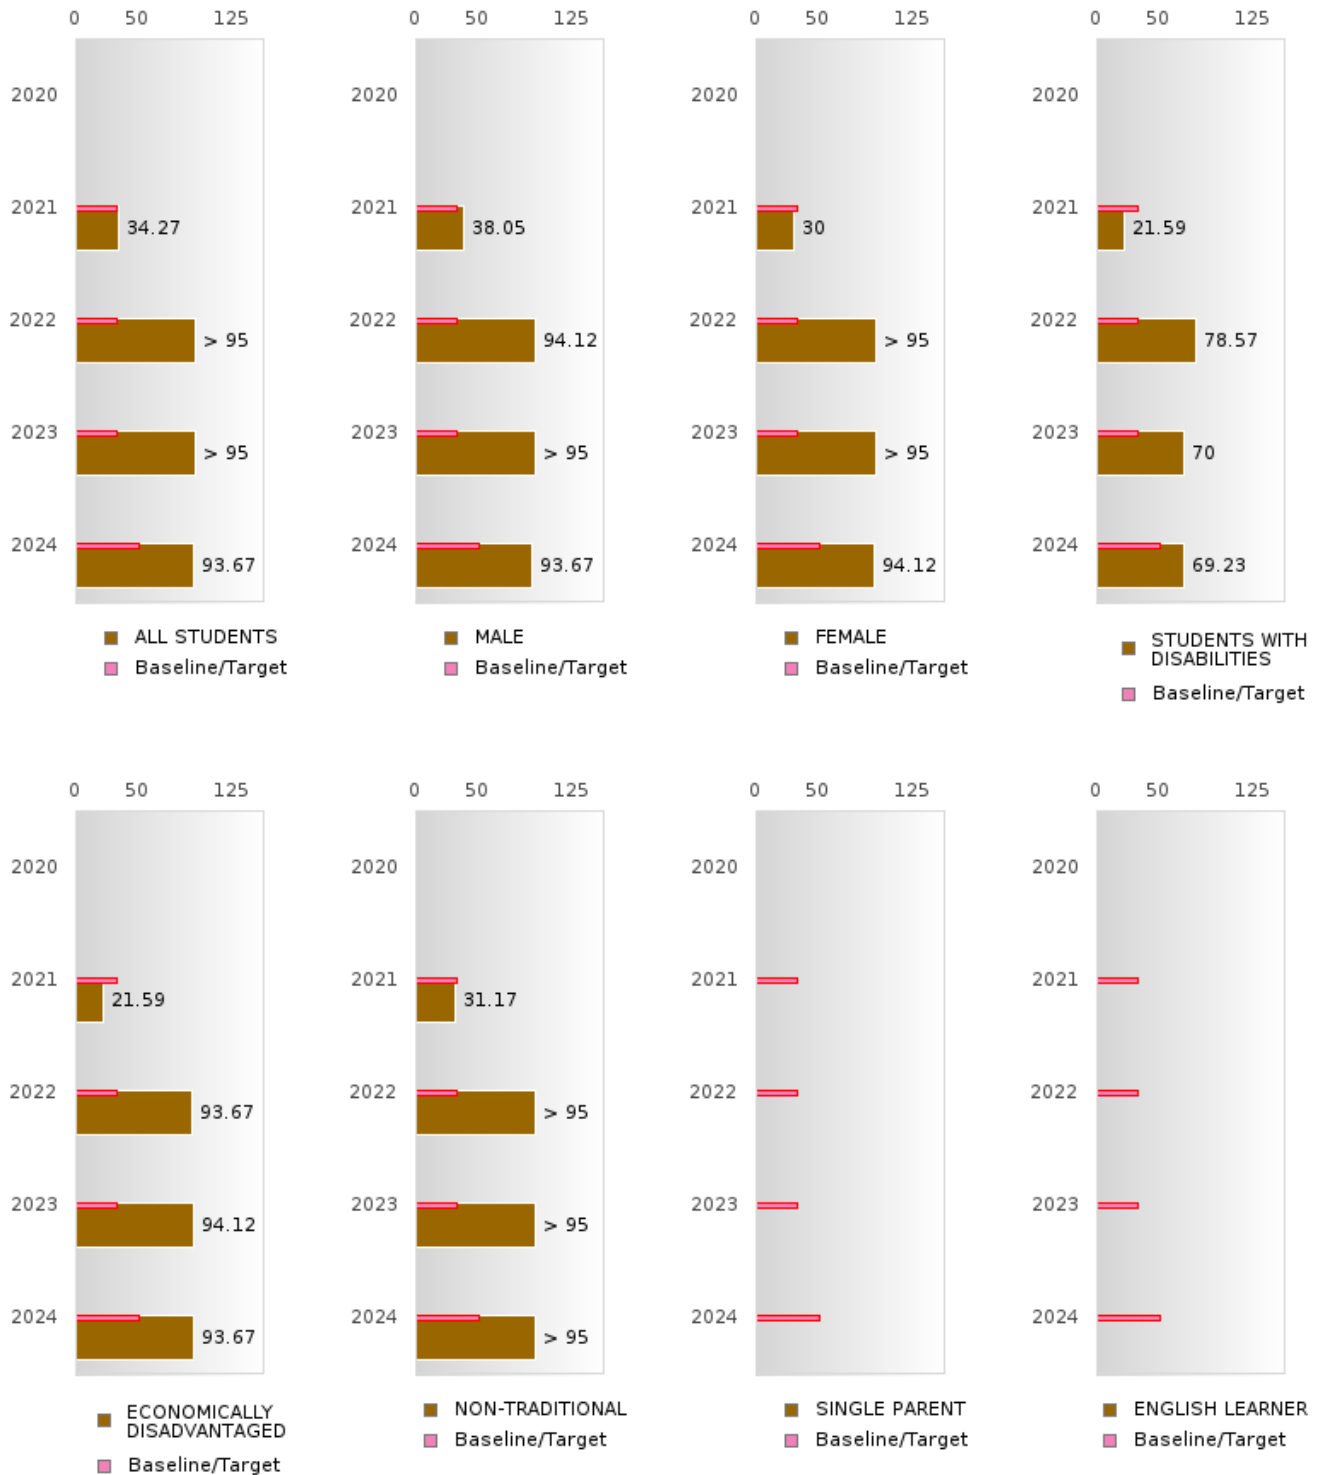 0 50 125 0 50 125 0 50 125 0 50 125
2020 2020 2020 2020
2021 34.27 2021 38.05 2021 30 2021 21.59
2022 > 95 2022 94.12 2022 > 95 2022 78.57
2023 > 95 2023 > 95 2023 > 95 2023 70
2024 93.67 2024 93.67 2024 94.12 2024 69.23
ALL STUDENTS MALE FEMALE STUDENTS WITH
DISABILITIES
Baseline/Target Baseline/Target Baseline/Target Baseline/Target
0 50 125 0 50 125 0 50 125 0 50 125
2020 2020 2020 2020
2021 21.59 2021 31.17 2021 2021
2022 93.67 2022 > 95 2022 2022
2023 94.12 2023 > 95 2023 2023
2024 93.67 2024 > 95 2024 2024
ECONOMICALLY NON-TRADITIONAL SINGLE PARENT ENGLISH LEARNER
DISADVANTAGED
Baseline/Target Baseline/Target Baseline/Target Baseline/Target